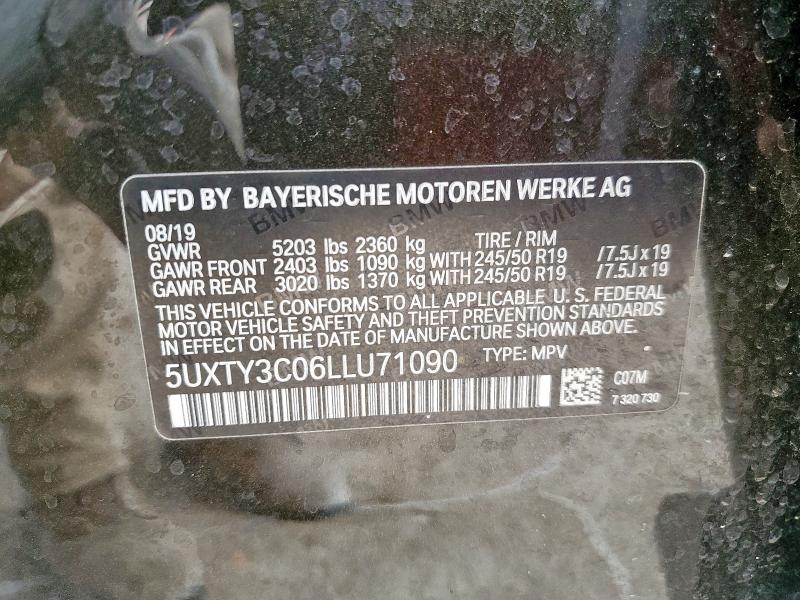 MFD BY BAYERISCHE MOTOREN WERKE AG
08/19
GVWR 5203 lbs 2360 kg TIRE / RIM
GAWR FRONT 2403 lbs 1090 kg WITH 245/50 R19 /7.5J x 19
GAWR REAR 3020 lbs 1370 kg WITH 245/50 R19 /7.5J x 19
THIS VEHICLE CONFORMS TO ALL APPLICABLE U. S. FEDERAL
MOTOR VEHICLE SAFETY AND THEFT PREVENTION STANDARDS
IN EFFECT ON THE DATE OF MANUFACTURE SHOWN ABOVE.
5UXTY3C06LLU71090 TYPE: MPV
C07M
7 320 730